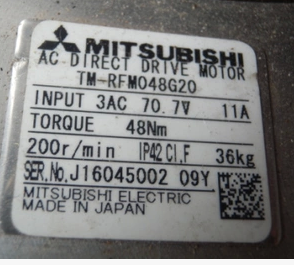 MITSUBISHI
AC DIRECT DRIVE MOTOR
TM-RFM048G20
INPUT 3AC 70.7V 11A
TORQUE 48Nm
200r/min IP42 Cl.F 36kg
SER.No.J16045002 09Y
MITSUBISHI ELECTRIC
MADE IN JAPAN